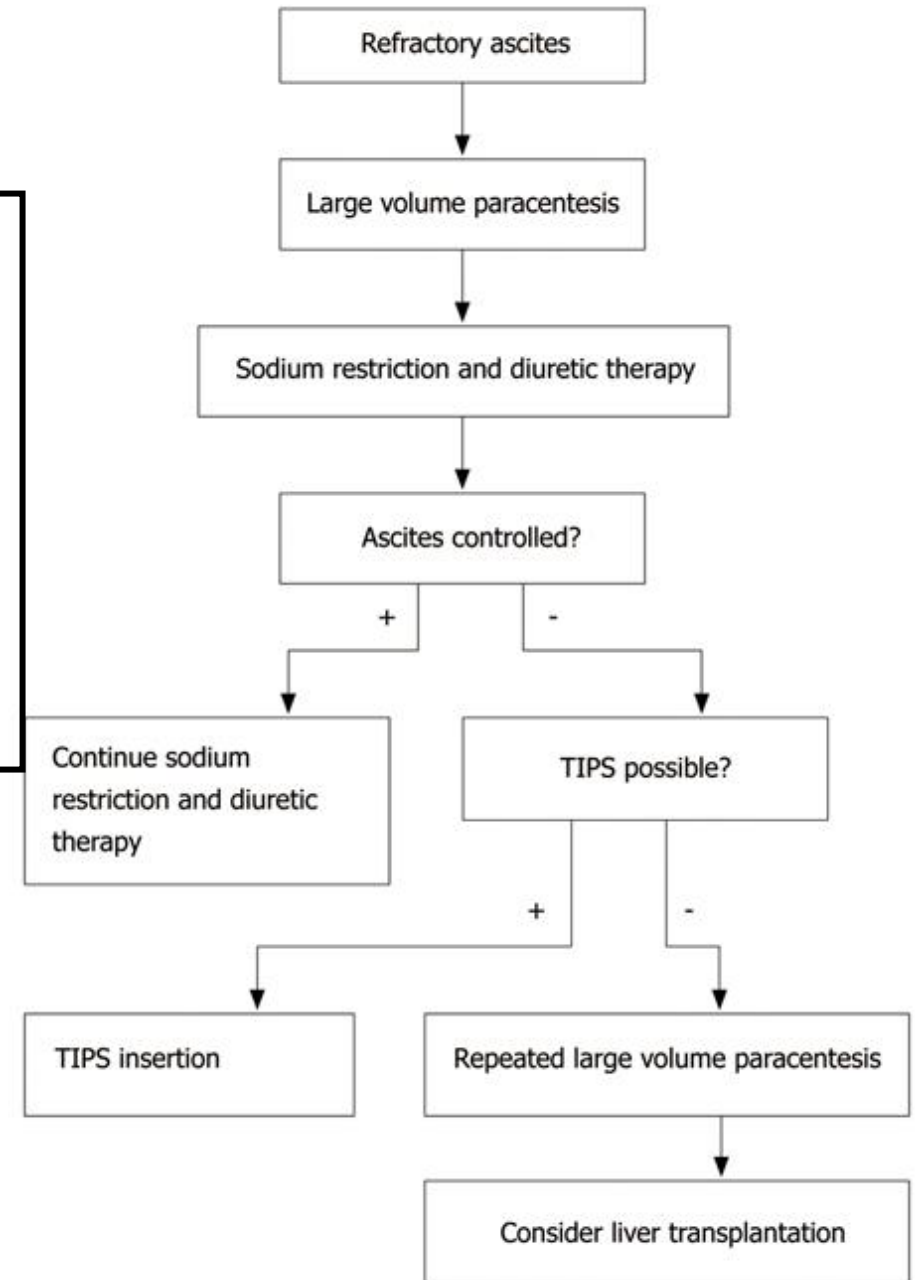 Refractory ascites
Large volume paracentesis
Sodium restriction and diuretic therapy
Ascites controlled?
+
-
Continue sodium
restriction and diuretic
therapy
TIPS possible?
+
-
TIPS insertion
Repeated large volume paracentesis
Consider liver transplantation